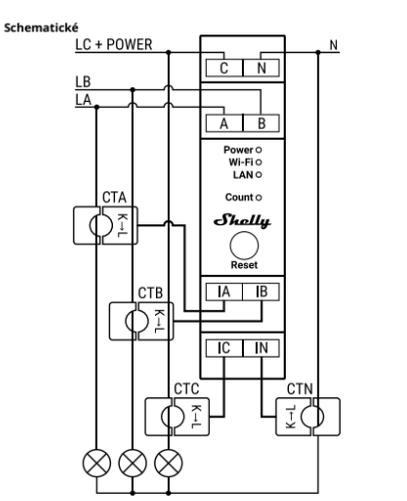 Schematické
LC + POWER
N
C N
LB
LA
A B
Power
Wi-Fi
LAN
Count
CTA
K→L
Shelly
Reset
CTB
K→L
IA IB
IC IN
CTC
K→L
CTN
K→L